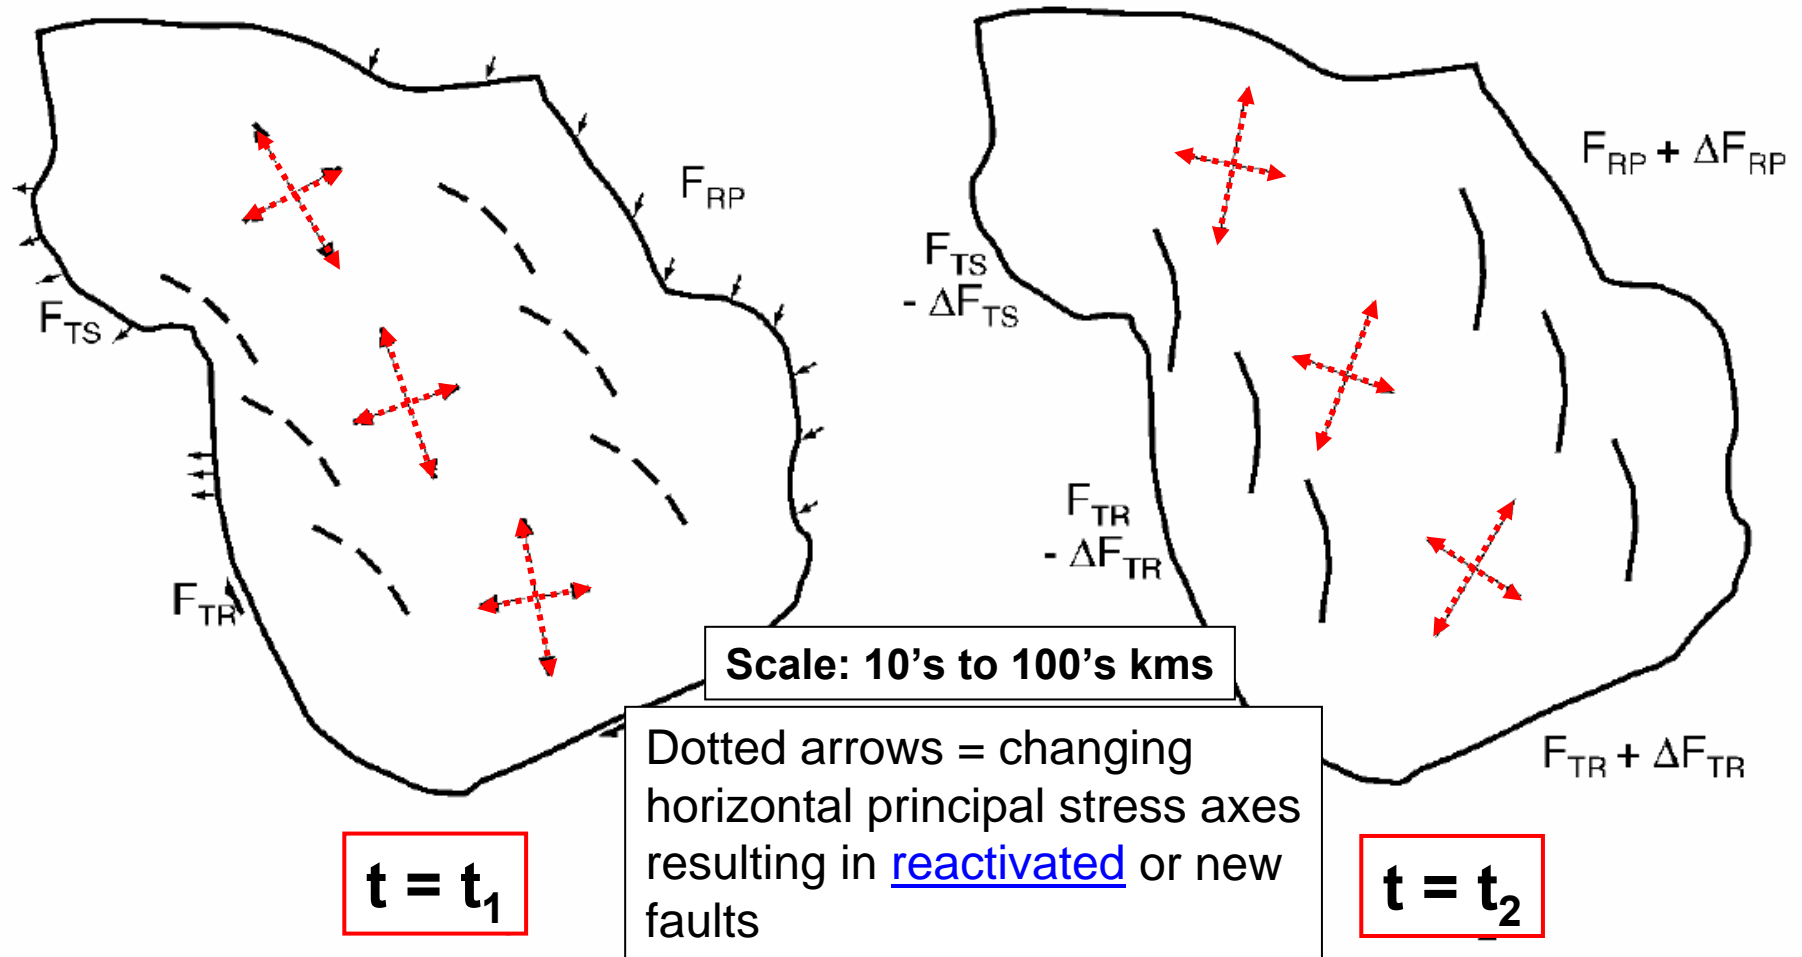 F_RP
F_TS
F_TR
F_RP + ΔF_RP
F_TS
- ΔF_TS
F_TR
- ΔF_TR
F_TR + ΔF_TR
Scale: 10's to 100's kms
Dotted arrows = changing
horizontal principal stress axes
resulting in reactivated or new
faults
t = t₁
t = t₂